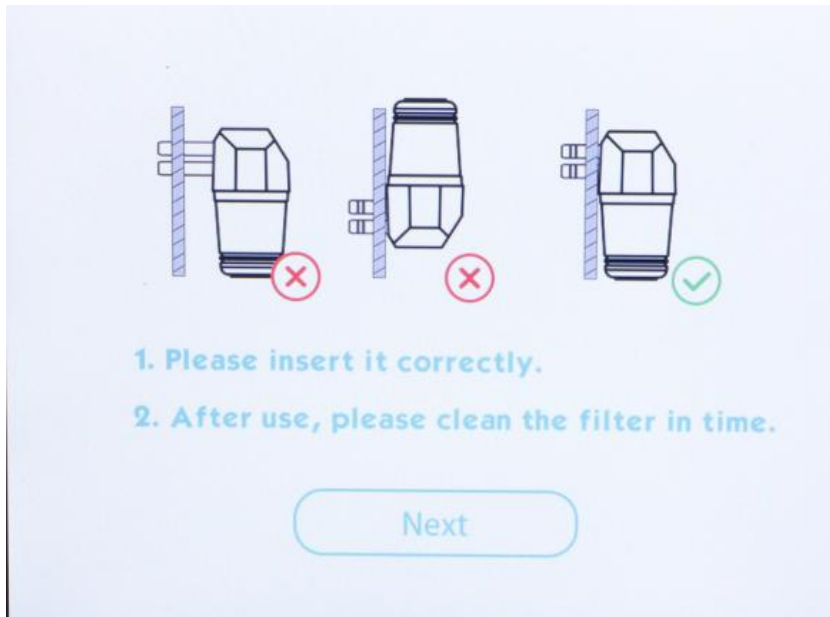 1. Please insert it correctly.
2. After use, please clean the filter in time.
Next